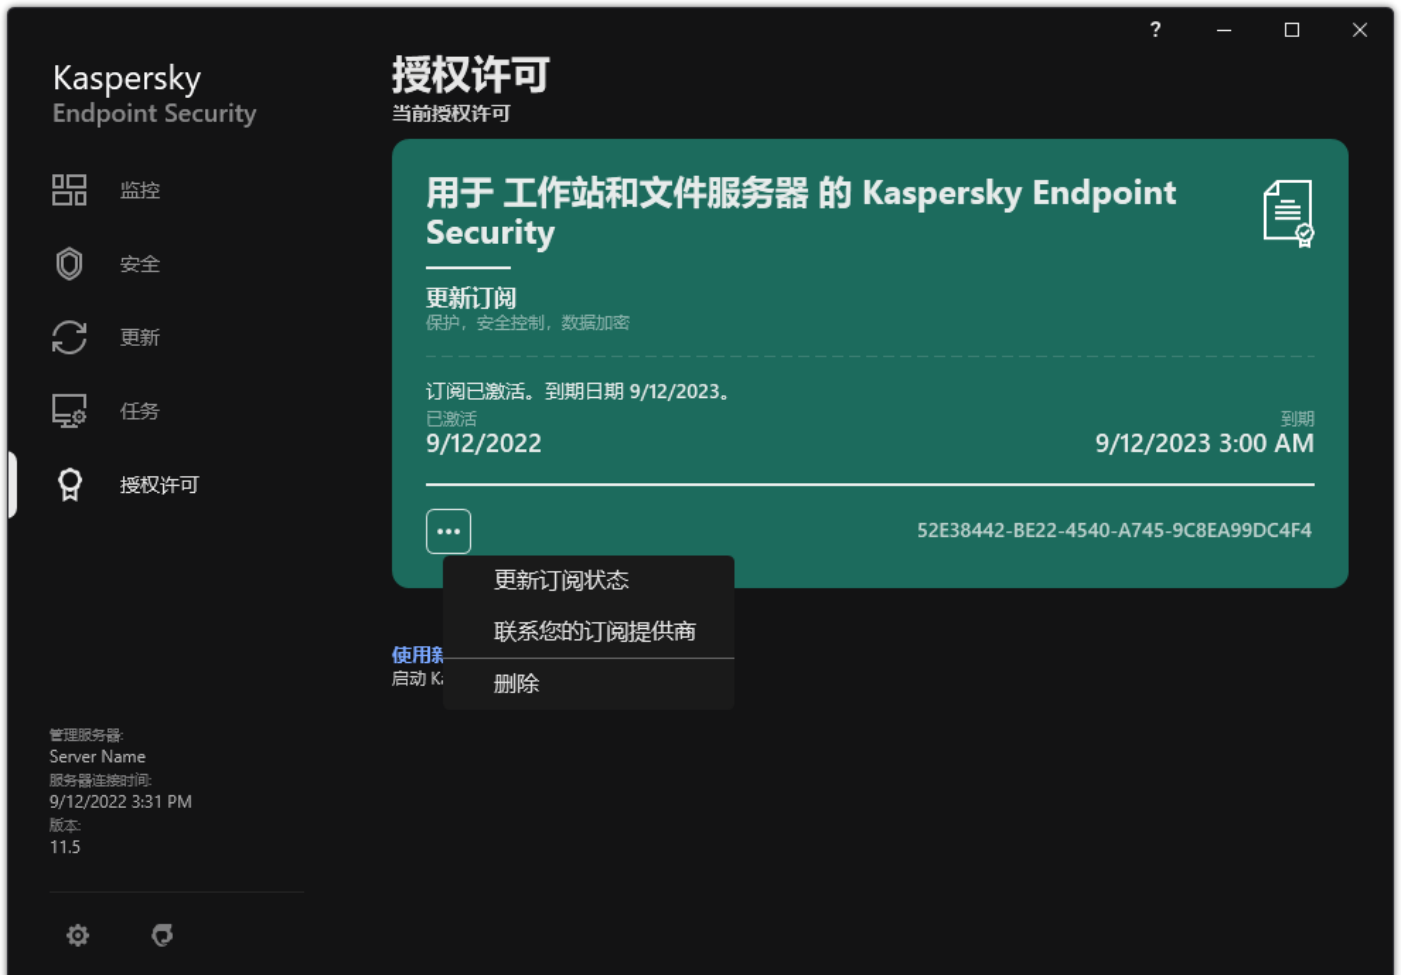 ?
Kaspersky
Endpoint Security
监控
安全
更新
任务
授权许可
管理服务器:
Server Name
服务器连接时间:
9/12/2022 3:31 PM
版本:
11.5
授权许可
当前授权许可
用于 工作站和文件服务器 的 Kaspersky Endpoint
Security
更新订阅
保护，安全控制，数据加密
订阅已激活。到期日期 9/12/2023。
已激活
到期
9/12/2022
9/12/2023 3:00 AM
52E38442-BE22-4540-A745-9C8EA99DC4F4
更新订阅状态
联系您的订阅提供商
删除
使用新
启动 Ka